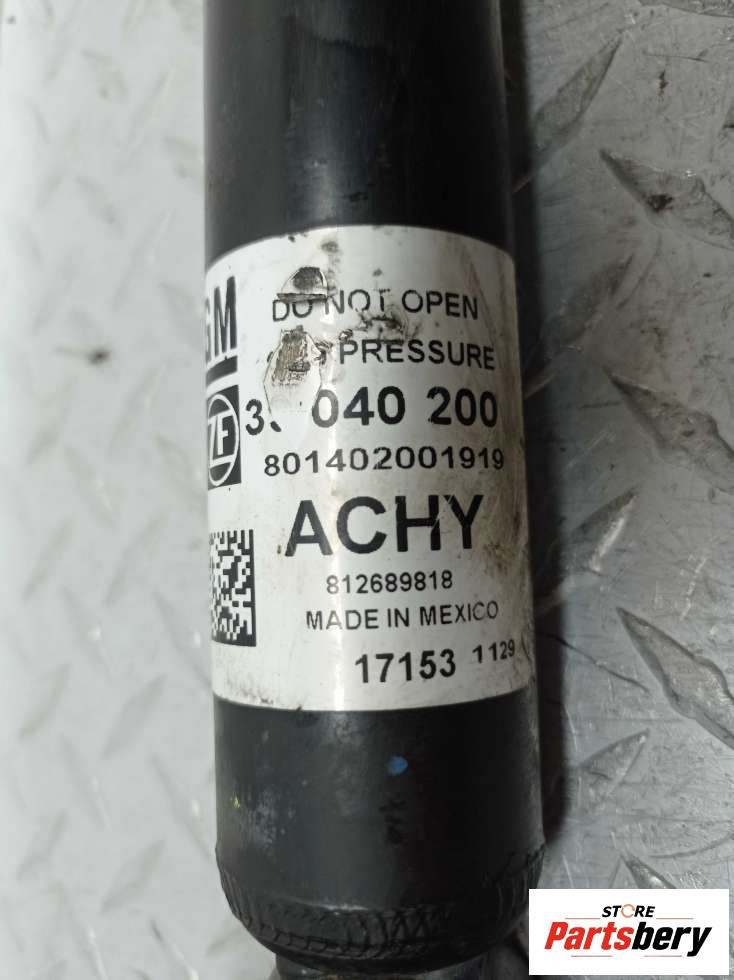 GM
DO NOT OPEN
PRESSURE
ZF
040 200
801402001919
ACHY
812689818
MADE IN MEXICO
17153 1129
STORE
Partsbery